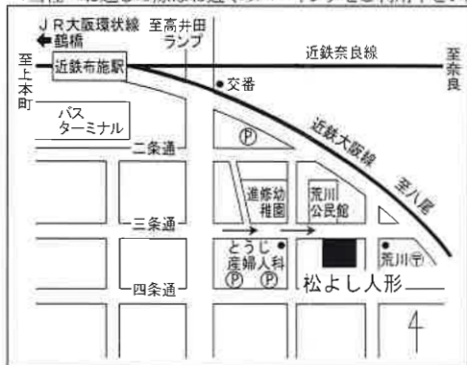 JR大阪環状線
鶴橋
至高井田
ランプ
近鉄奈良線
至奈良
至上本町
近鉄布施駅
交番
バス
ターミナル
Ⓟ
近鉄大阪線
二条通
至八尾
進修幼
稚園
荒川
公民館
三条通
とうじ
産婦人科
Ⓟ Ⓟ
荒川〶
松よし人形
四条通